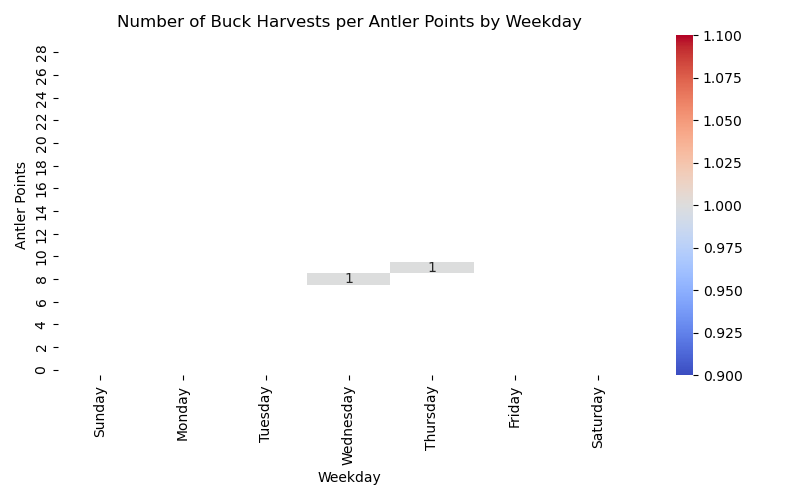 Number of Buck Harvests per Antler Points by Weekday
Antler Points
28
26
24
22
20
18
16
14
12
10
8
6
4
2
0
1
1
Sunday
Monday
Tuesday
Wednesday
Thursday
Friday
Saturday
Weekday
1.100
1.075
1.050
1.025
1.000
0.975
0.950
0.925
0.900